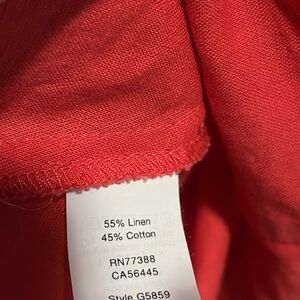 55% Linen
45% Cotton
RN77388
CA56445
Style G5859